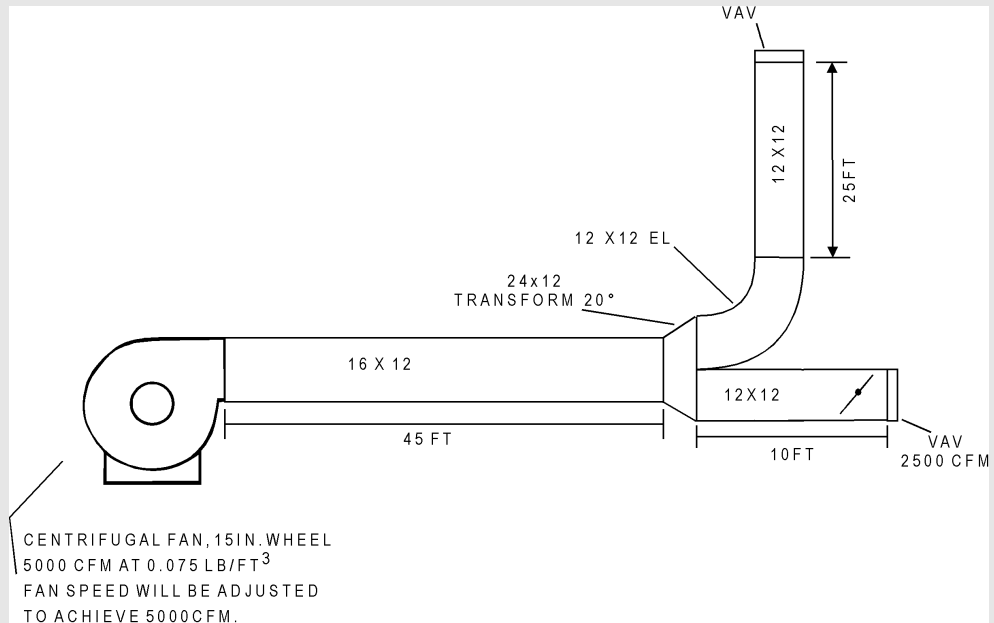 VAV
12 X12
25FT
12 X12 EL
24x12
TRANSFORM 20°
16 X 12
12X12
45 FT
10FT
VAV
2500 CFM
CENTRIFUGAL FAN, 15IN. WHEEL
5000 CFM AT 0.075 LB/FT³
FAN SPEED WILL BE ADJUSTED
TO ACHIEVE 5000CFM.